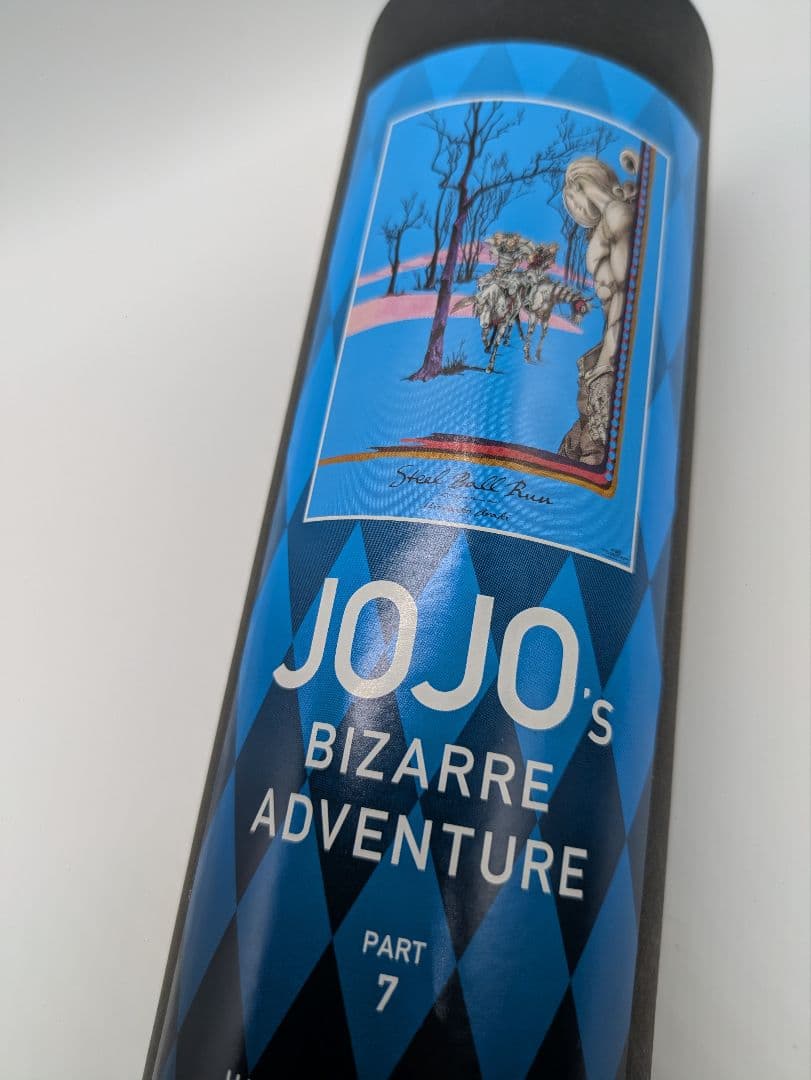 Steel Ball Run
JOJO'S
BIZARRE
ADVENTURE
PART
7